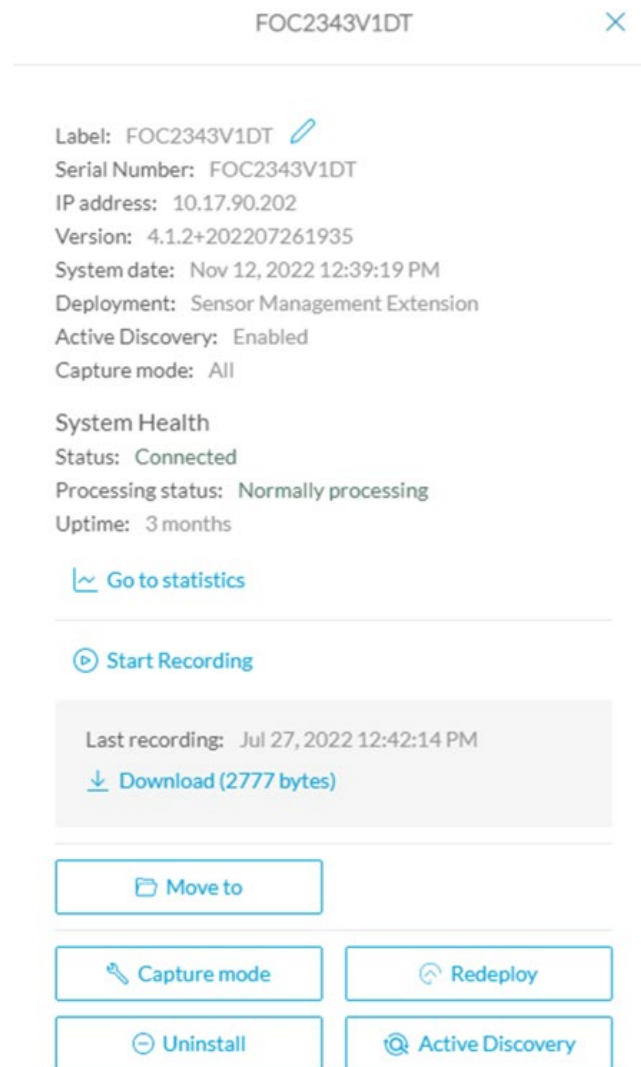 FOC2343V1DT
Label: FOC2343V1DT
Serial Number: FOC2343V1DT
IP address: 10.17.90.202
Version: 4.1.2+202207261935
System date: Nov 12, 2022 12:39:19 PM
Deployment: Sensor Management Extension
Active Discovery: Enabled
Capture mode: All
System Health
Status: Connected
Processing status: Normally processing
Uptime: 3 months
Go to statistics
Start Recording
Last recording: Jul 27, 2022 12:42:14 PM
Download (2777 bytes)
Move to
Capture mode Redeploy
Uninstall Active Discovery